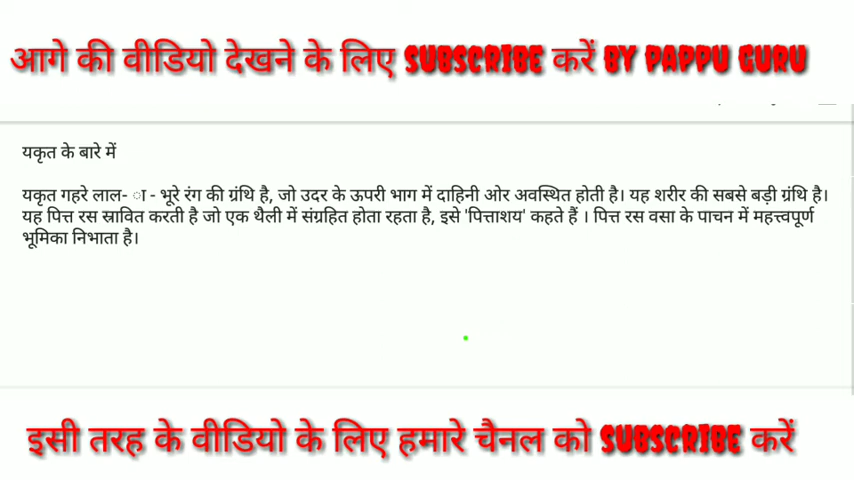 आगे की वीडियो देखने के लिए SUBSCRIBE करें BY PAPPU GURU
यकृत के बारे में
यकृत गहरे लाल- ा - भूरे रंग की ग्रंथि है, जो उदर के ऊपरी भाग में दाहिनी ओर अवस्थित होती है। यह शरीर की सबसे बड़ी ग्रंथि है।
यह पित्त रस स्रावित करती है जो एक थैली में संग्रहित होता रहता है, इसे 'पित्ताशय' कहते हैं । पित्त रस वसा के पाचन में महत्त्वपूर्ण
भूमिका निभाता है।
इसी तरह के वीडियो के लिए हमारे चैनल को SUBSCRIBE करें